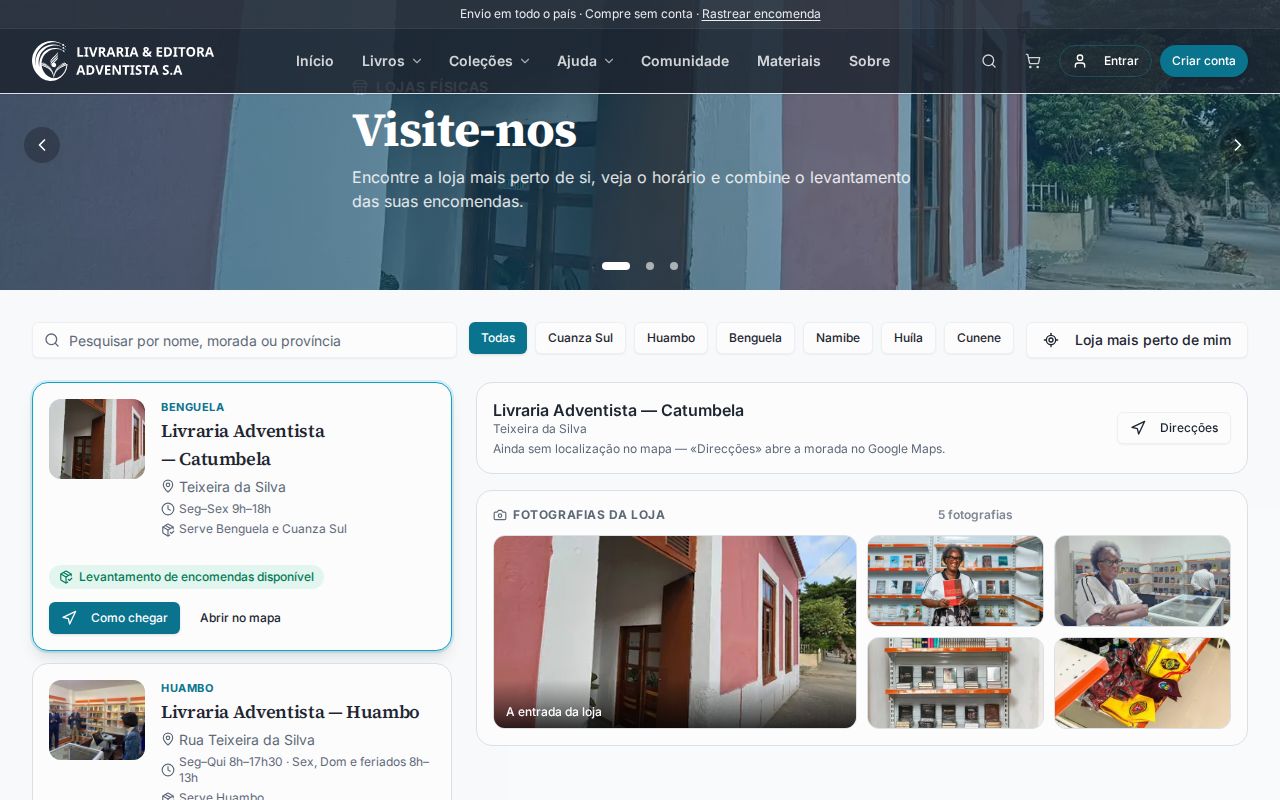 Envio em todo o país · Compre sem conta · Rastrear encomenda
LIVRARIA & EDITORA
ADVENTISTA S.A
Início
Livros
Coleções
Ajuda
Comunidade
Materiais
Sobre
Entrar
Criar conta
LOJAS FÍSICAS
Visite-nos
Encontre a loja mais perto de si, veja o horário e combine o levantamento
das suas encomendas.
Pesquisar por nome, morada ou província
Todas
Cuanza Sul
Huambo
Benguela
Namibe
Huíla
Cunene
Loja mais perto de mim
BENGUELA
Livraria Adventista
— Catumbela
Teixeira da Silva
Seg–Sex 9h–18h
Serve Benguela e Cuanza Sul
Levantamento de encomendas disponível
Como chegar
Abrir no mapa
HUAMBO
Livraria Adventista — Huambo
Rua Teixeira da Silva
Seg–Qui 8h–17h30 · Sex, Dom e feriados 8h–
13h
Serve Huambo
Livraria Adventista — Catumbela
Teixeira da Silva
Ainda sem localização no mapa — «Direcções» abre a morada no Google Maps.
Direcções
FOTOGRAFIAS DA LOJA
5 fotografias
A entrada da loja